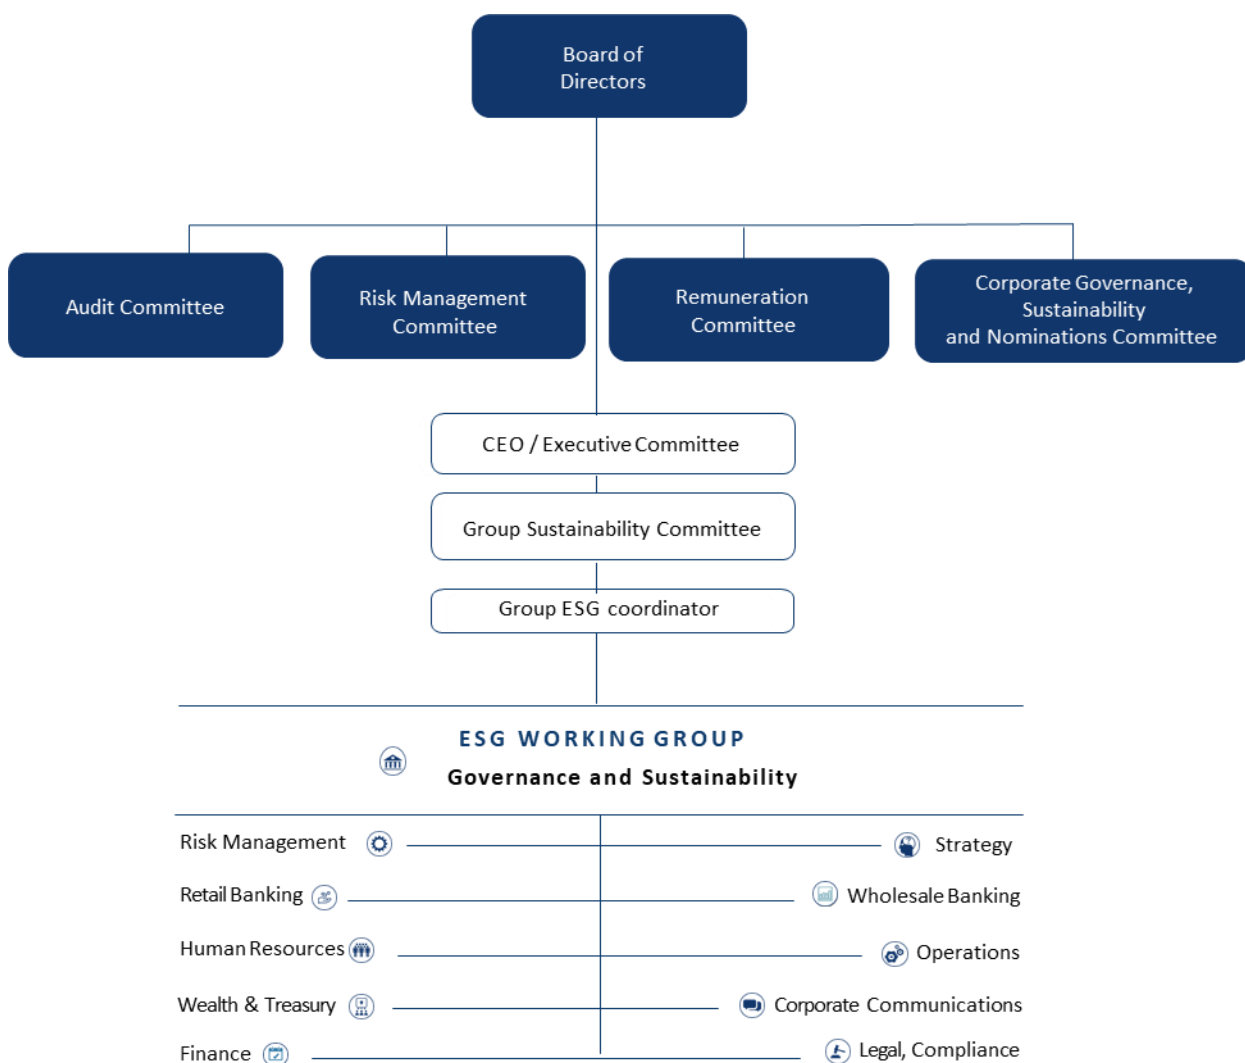 Board of
Directors
Audit Committee
Risk Management
Committee
Remuneration
Committee
Corporate Governance,
Sustainability
and Nominations Committee
CEO / Executive Committee
Group Sustainability Committee
Group ESG coordinator
ESG WORKING GROUP
Governance and Sustainability
Risk Management
Strategy
Retail Banking
Wholesale Banking
Human Resources
Operations
Wealth & Treasury
Corporate Communications
Finance
Legal, Compliance